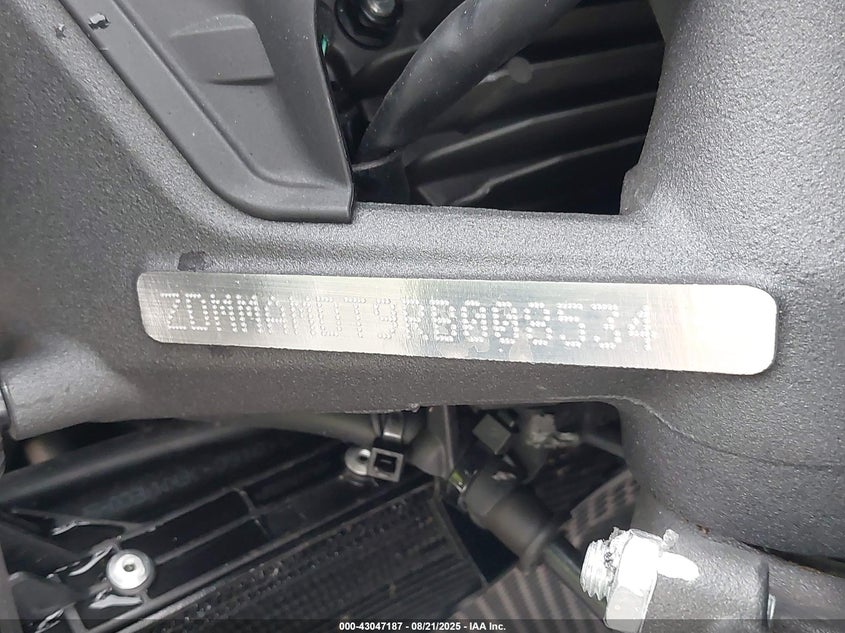 ZDMMAMDT9RB008534
000-43047187 - 08/21/2025 - IAA Inc.